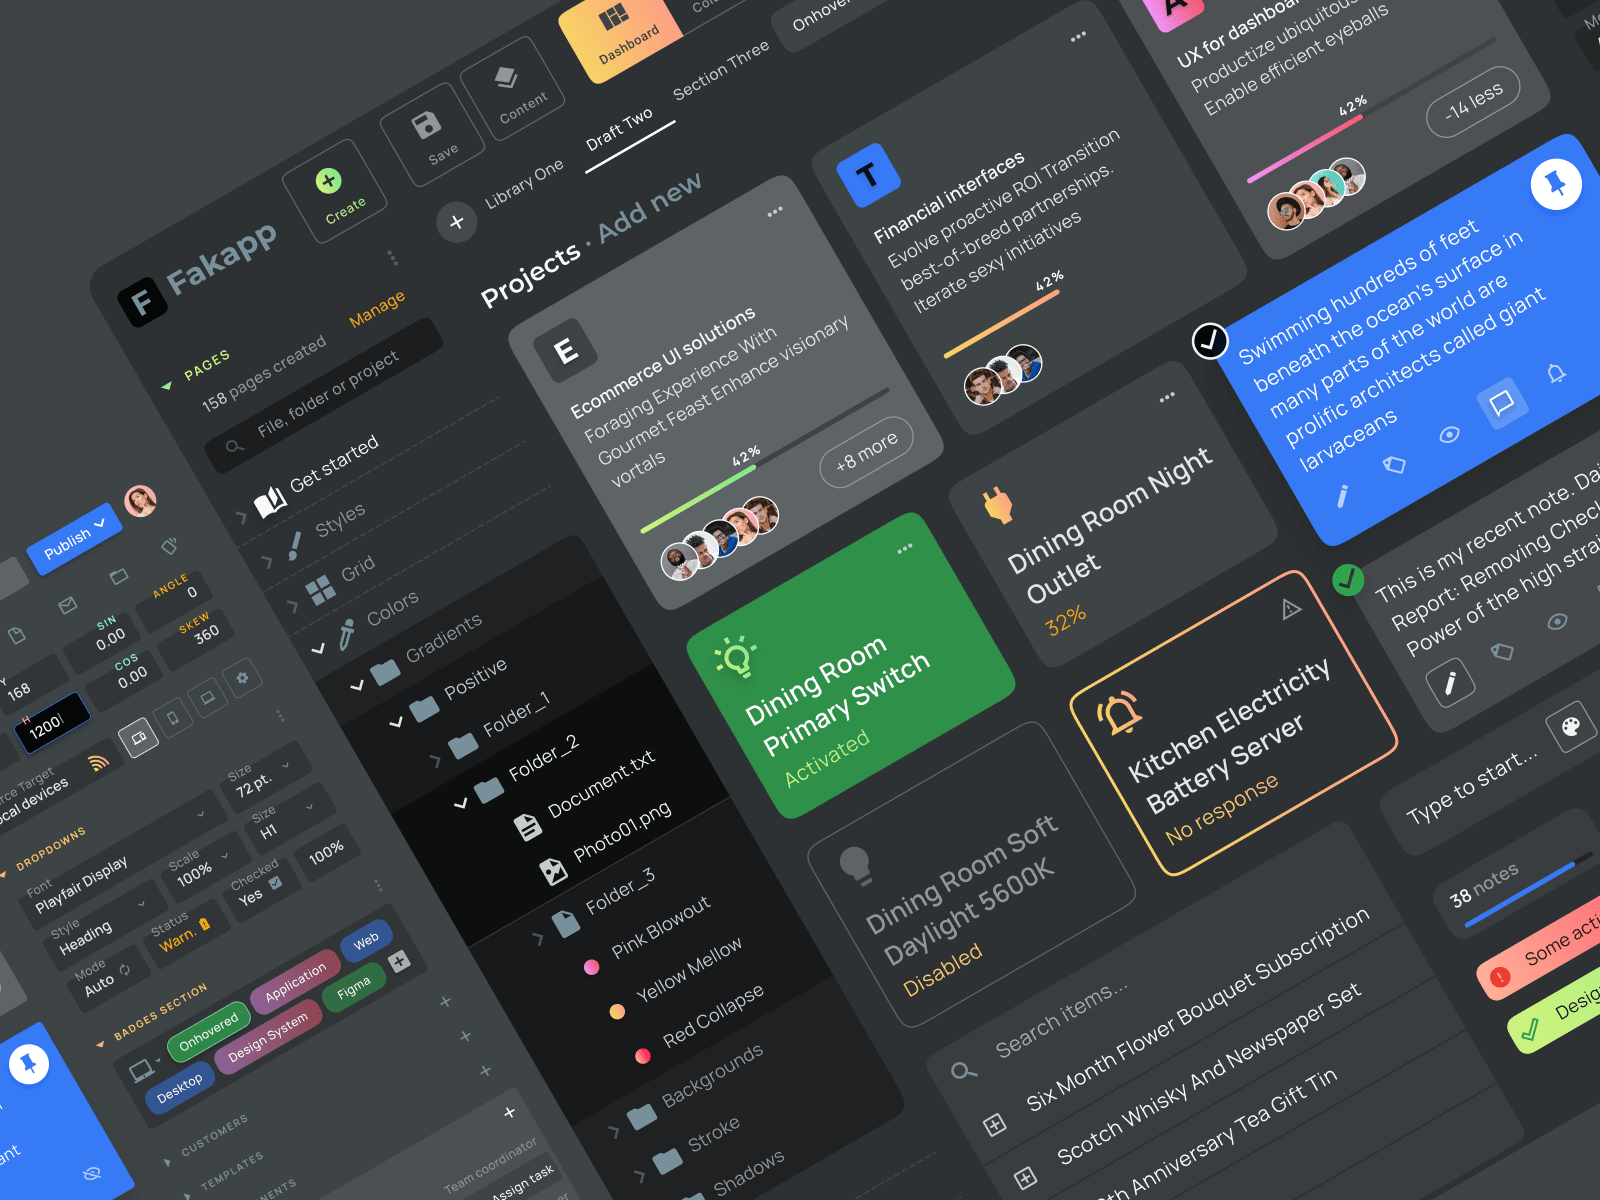 F
Fakapp
Create
Save
Content
Dashboard
PAGES
158 pages created
Manage
File, folder or project
Get started
Styles
Grid
Colors
Gradients
Positive
Folder_1
Folder_2
Document.txt
Photo01.png
Folder_3
Pink Blowout
Yellow Mellow
Red Collapse
Backgrounds
Stroke
Shadows
Library One
Draft Two
Section Three
Onhover
Projects · Add new
E
Ecommerce UI solutions
Foraging Experience With
Gourmet Feast Enhance visionary
vortals
42%
+8 more
T
Financial interfaces
Evolve proactive ROI Transition
best-of-breed partnerships.
Iterate sexy initiatives
42%
UX for dashboar
Productize ubiquitous
Enable efficient eyeballs
42%
-14 less
Dining Room
Primary Switch
Activated
Dining Room Night
Outlet
32%
Dining Room Soft
Daylight 5600K
Disabled
Kitchen Electricity
Battery Server
No response
Swimming hundreds of feet
beneath the ocean's surface in
many parts of the world are
prolific architects called giant
larvaceans
This is my recent note. Dai
Report: Removing Check
Power of the high strai
Type to start...
38 notes
Some acti
Desig
Search items...
Six Month Flower Bouquet Subscription
Scotch Whisky And Newspaper Set
th Anniversary Tea Gift Tin
Publish
SIN
0.00
ANGLE
0
COS
0.00
SKEW
360
Y
168
H
1200
rce Target
ocal devices
DROPDOWNS
Font
Playfair Display
Size
72 pt.
Style
Heading
Scale
100%
Size
H1
Mode
Auto
Status
Warn.
Checked
Yes
100%
BADGES SECTION
Onhovered
Application
Web
Desktop
Design System
Figma
CUSTOMERS
TEMPLATES
NENTS
Team coordinator
Assign task
ant